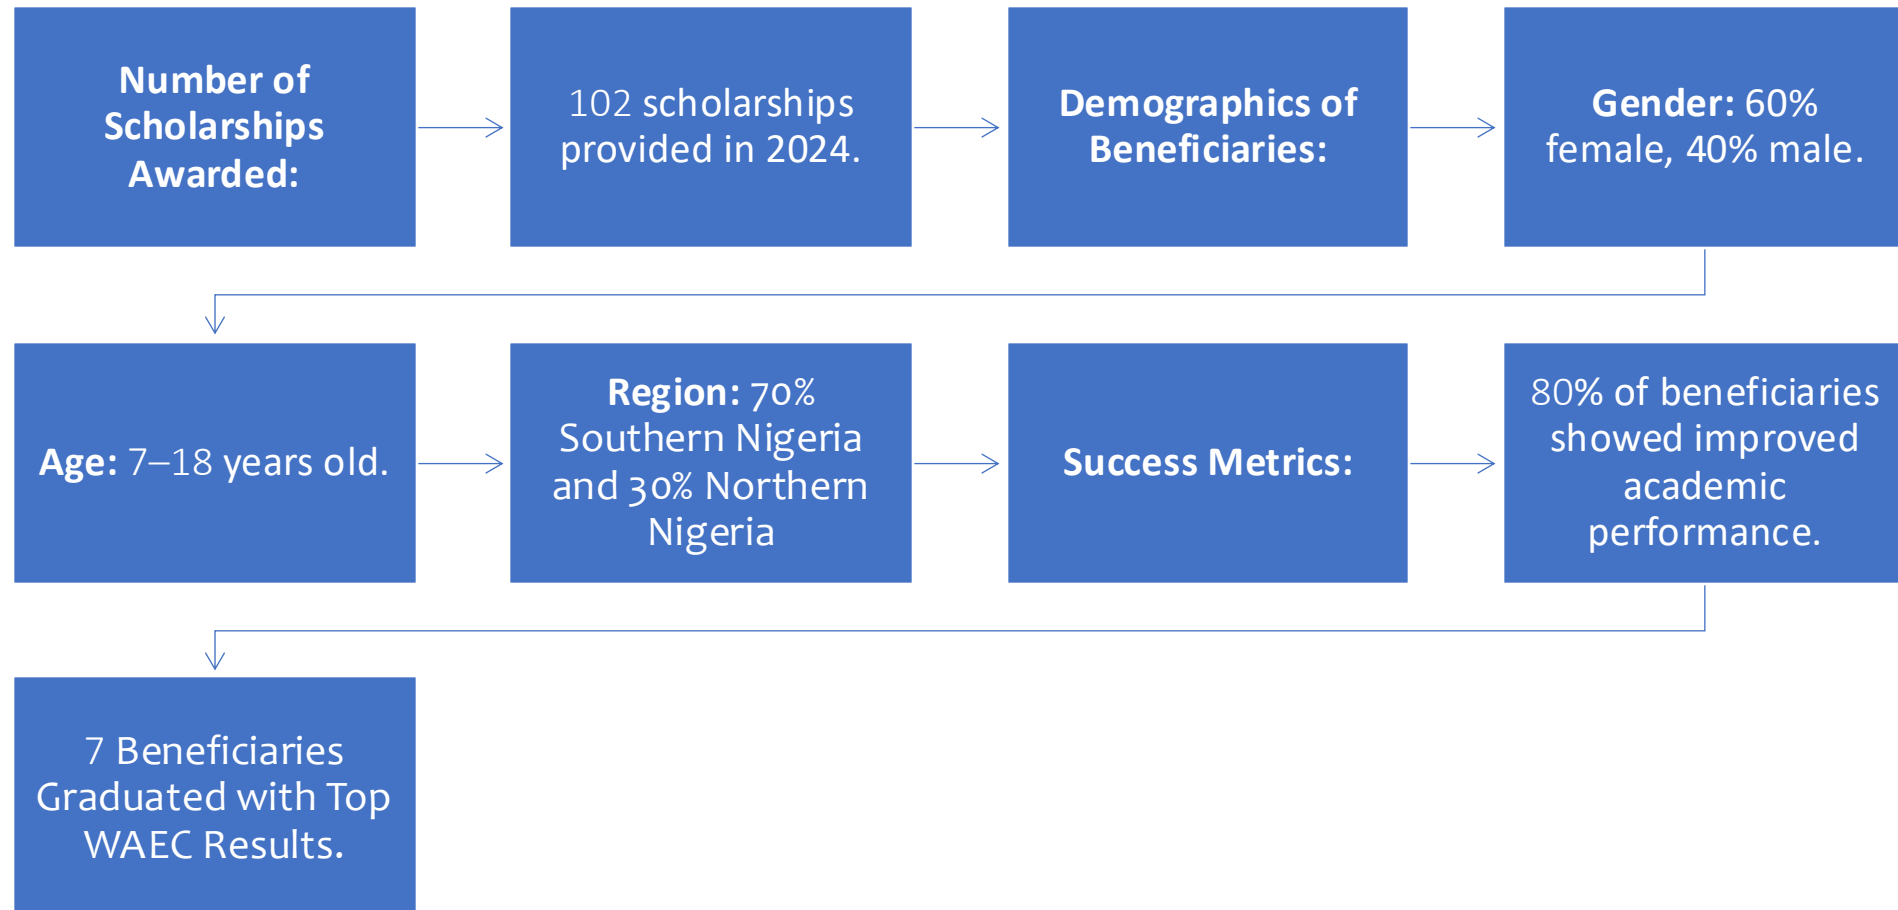 Number of
Scholarships
Awarded:
102 scholarships
provided in 2024.
Demographics of
Beneficiaries:
Gender: 60%
female, 40% male.
Age: 7–18 years old.
Region: 70%
Southern Nigeria
and 30% Northern
Nigeria
Success Metrics:
80% of beneficiaries
showed improved
academic
performance.
7 Beneficiaries
Graduated with Top
WAEC Results.